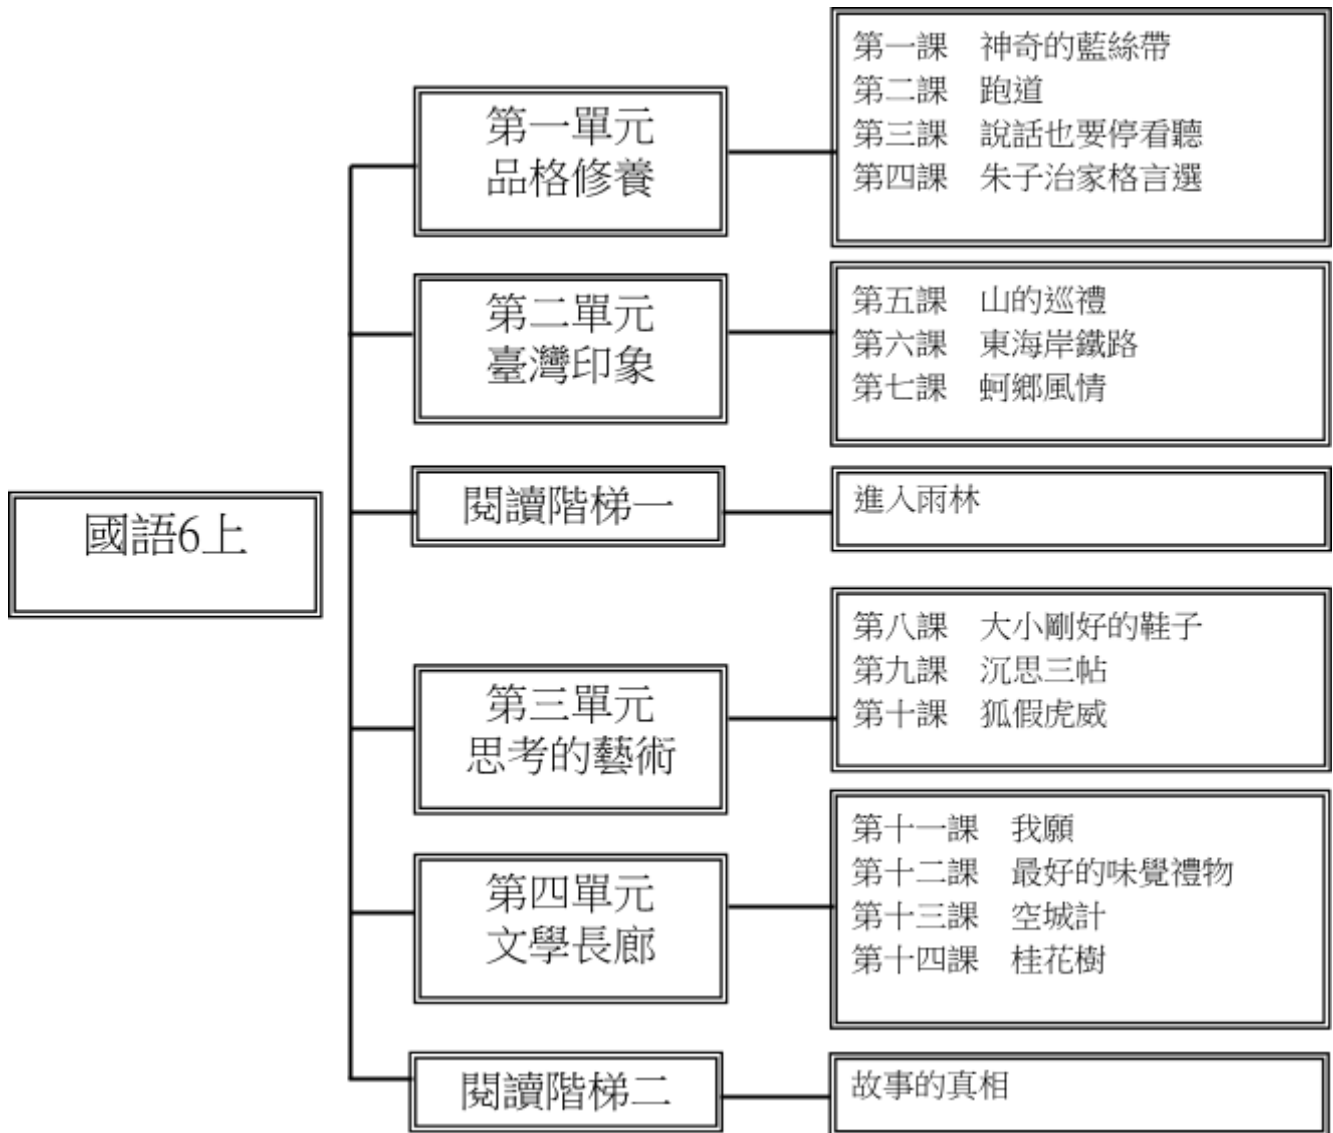 國語6上
第一單元
品格修養
第一課　神奇的藍絲帶
第二課　跑道
第三課　說話也要停看聽
第四課　朱子治家格言選
第二單元
臺灣印象
第五課　山的巡禮
第六課　東海岸鐵路
第七課　蚵鄉風情
閱讀階梯一
進入雨林
第三單元
思考的藝術
第八課　大小剛好的鞋子
第九課　沉思三帖
第十課　狐假虎威
第四單元
文學長廊
第十一課　我願
第十二課　最好的味覺禮物
第十三課　空城計
第十四課　桂花樹
閱讀階梯二
故事的真相